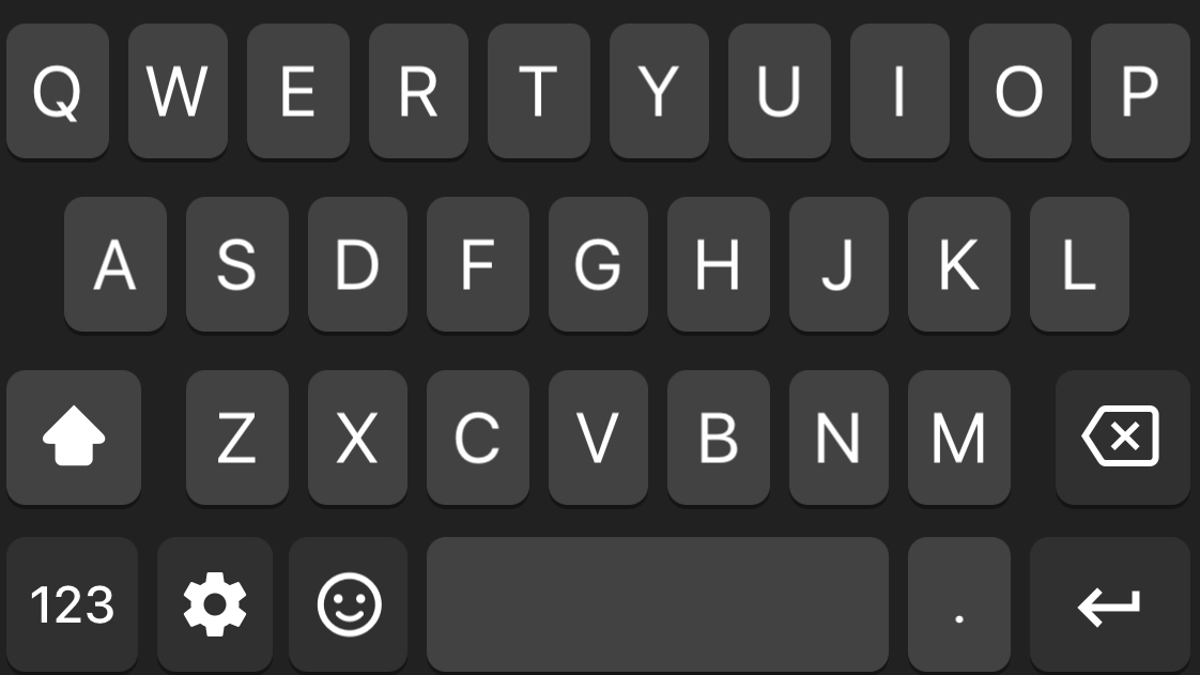 Q W E R T Y U I O P
A S D F G H J K L
Z X C V B N M
123 .